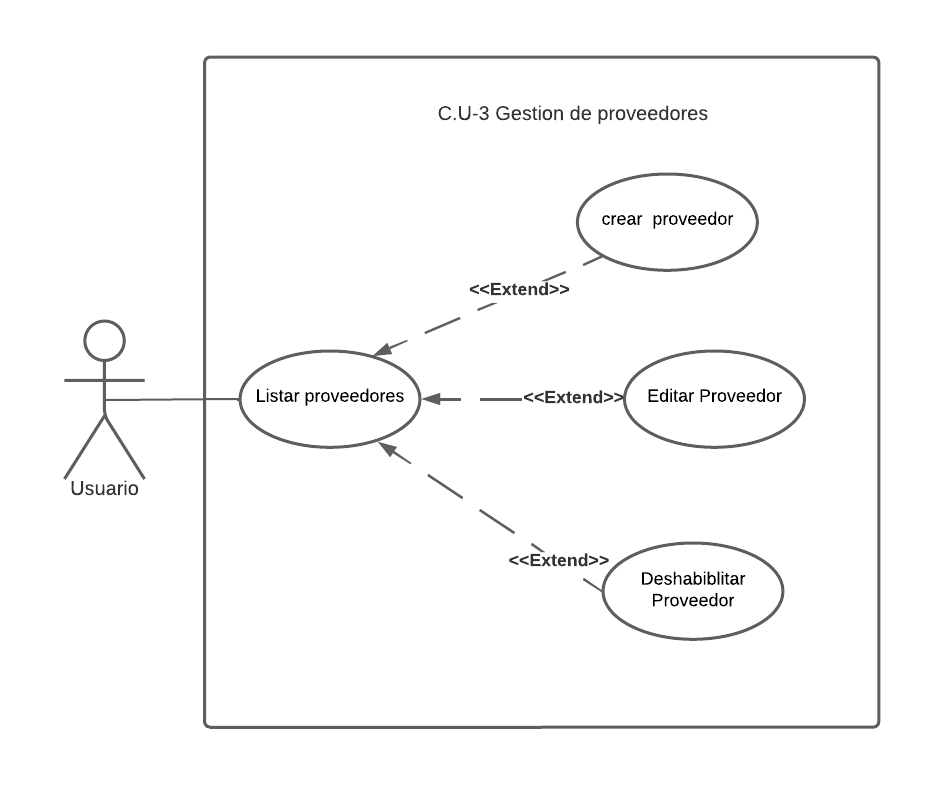 C.U-3 Gestion de proveedores
crear proveedor
<<Extend>>
Listar proveedores
<<Extend>>
Editar Proveedor
Usuario
<<Extend>>
Deshabiblitar
Proveedor